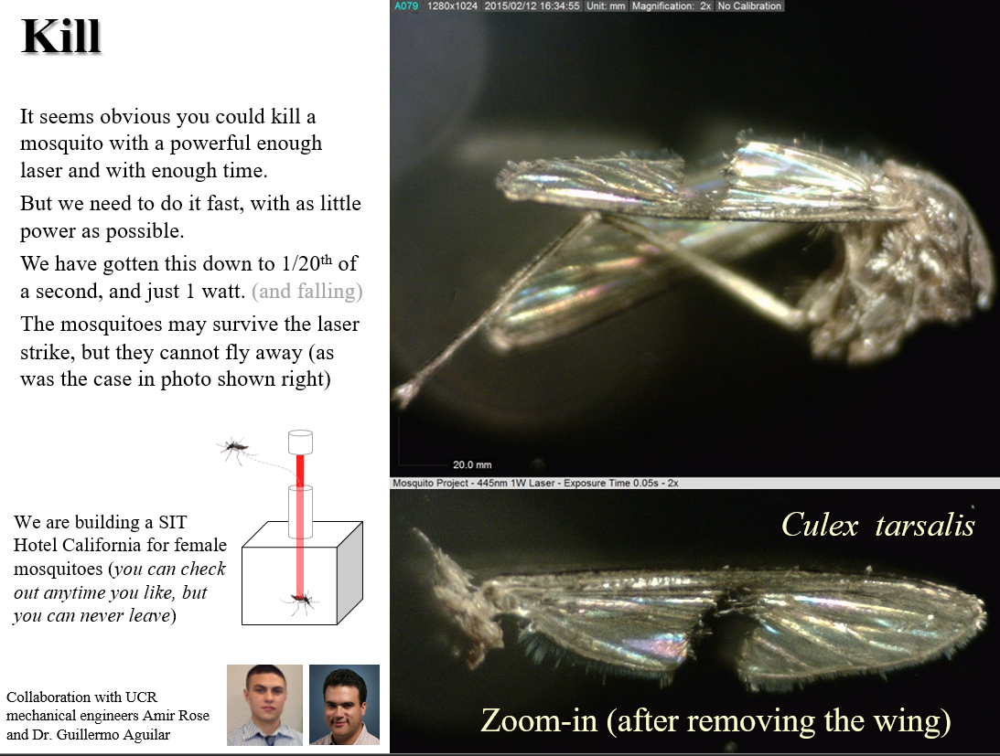 Kill
It seems obvious you could kill a
mosquito with a powerful enough
laser and with enough time.
But we need to do it fast, with as little
power as possible.
We have gotten this down to 1/20th of
a second, and just 1 watt. (and falling)
The mosquitoes may survive the laser
strike, but they cannot fly away (as
was the case in photo shown right)
We are building a SIT
Hotel California for female
mosquitoes (you can check
out anytime you like, but
you can never leave)
Collaboration with UCR
mechanical engineers Amir Rose
and Dr. Guillermo Aguilar
A079 1280x1024 2015/02/12 16:34:55 Unit: mm Magnification: 2x No Calibration
20.0 mm
Mosquito Project - 445nm 1W Laser - Exposure Time 0.05s - 2x
Culex tarsalis
Zoom-in (after removing the wing)